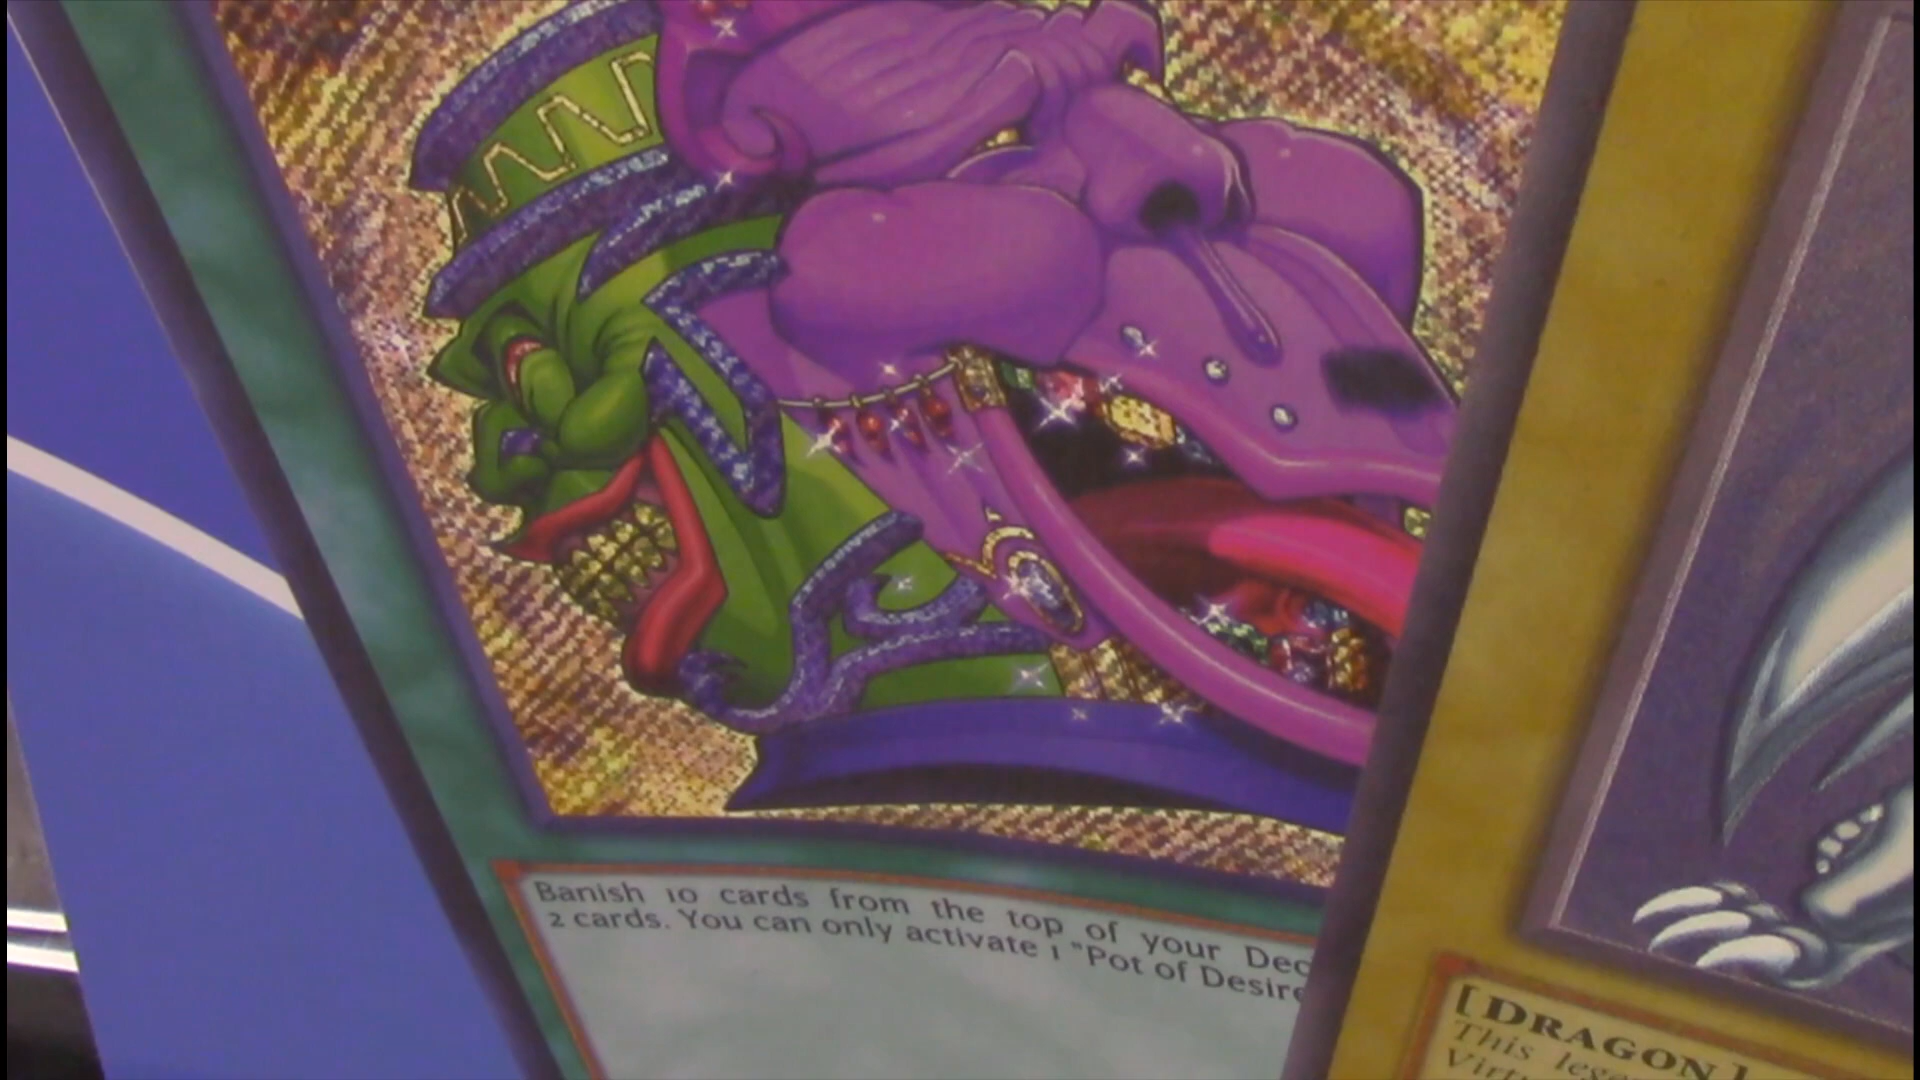 Banish 10 cards from the top of your Dec
2 cards. You can only activate 1 "Pot of Desire
[DRAGON]
This lege
Virt